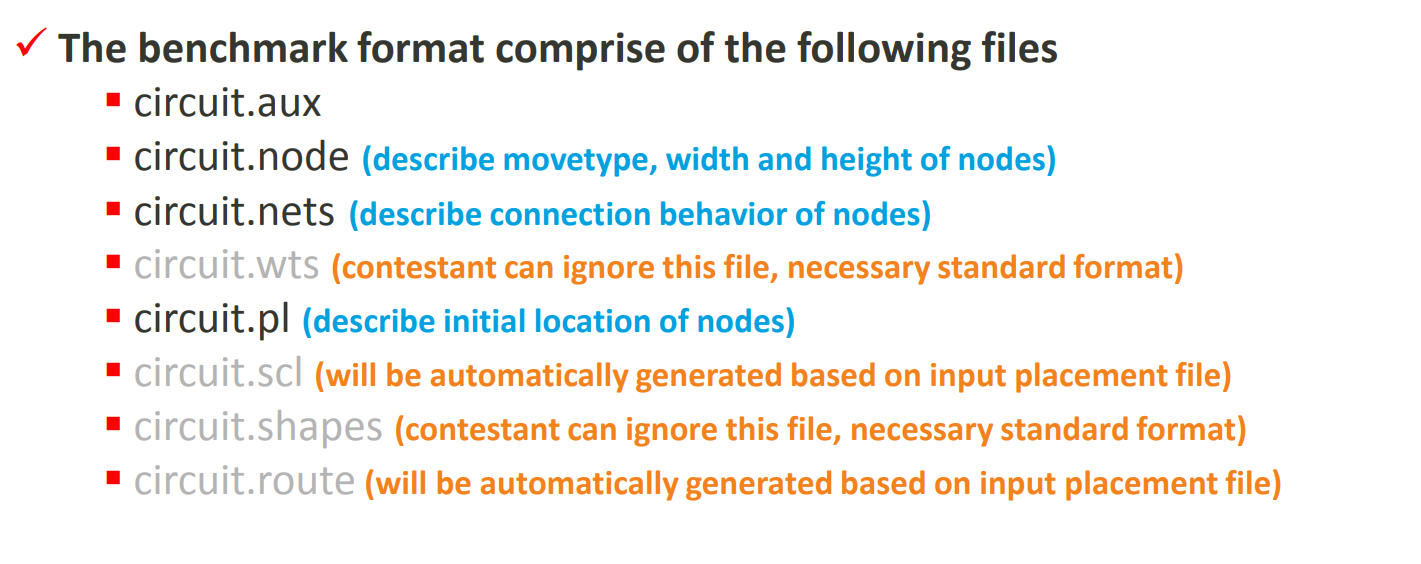 ✓ The benchmark format comprise of the following files
▪ circuit.aux
▪ circuit.node (describe movetype, width and height of nodes)
▪ circuit.nets (describe connection behavior of nodes)
▪ circuit.wts (contestant can ignore this file, necessary standard format)
▪ circuit.pl (describe initial location of nodes)
▪ circuit.scl (will be automatically generated based on input placement file)
▪ circuit.shapes (contestant can ignore this file, necessary standard format)
▪ circuit.route (will be automatically generated based on input placement file)